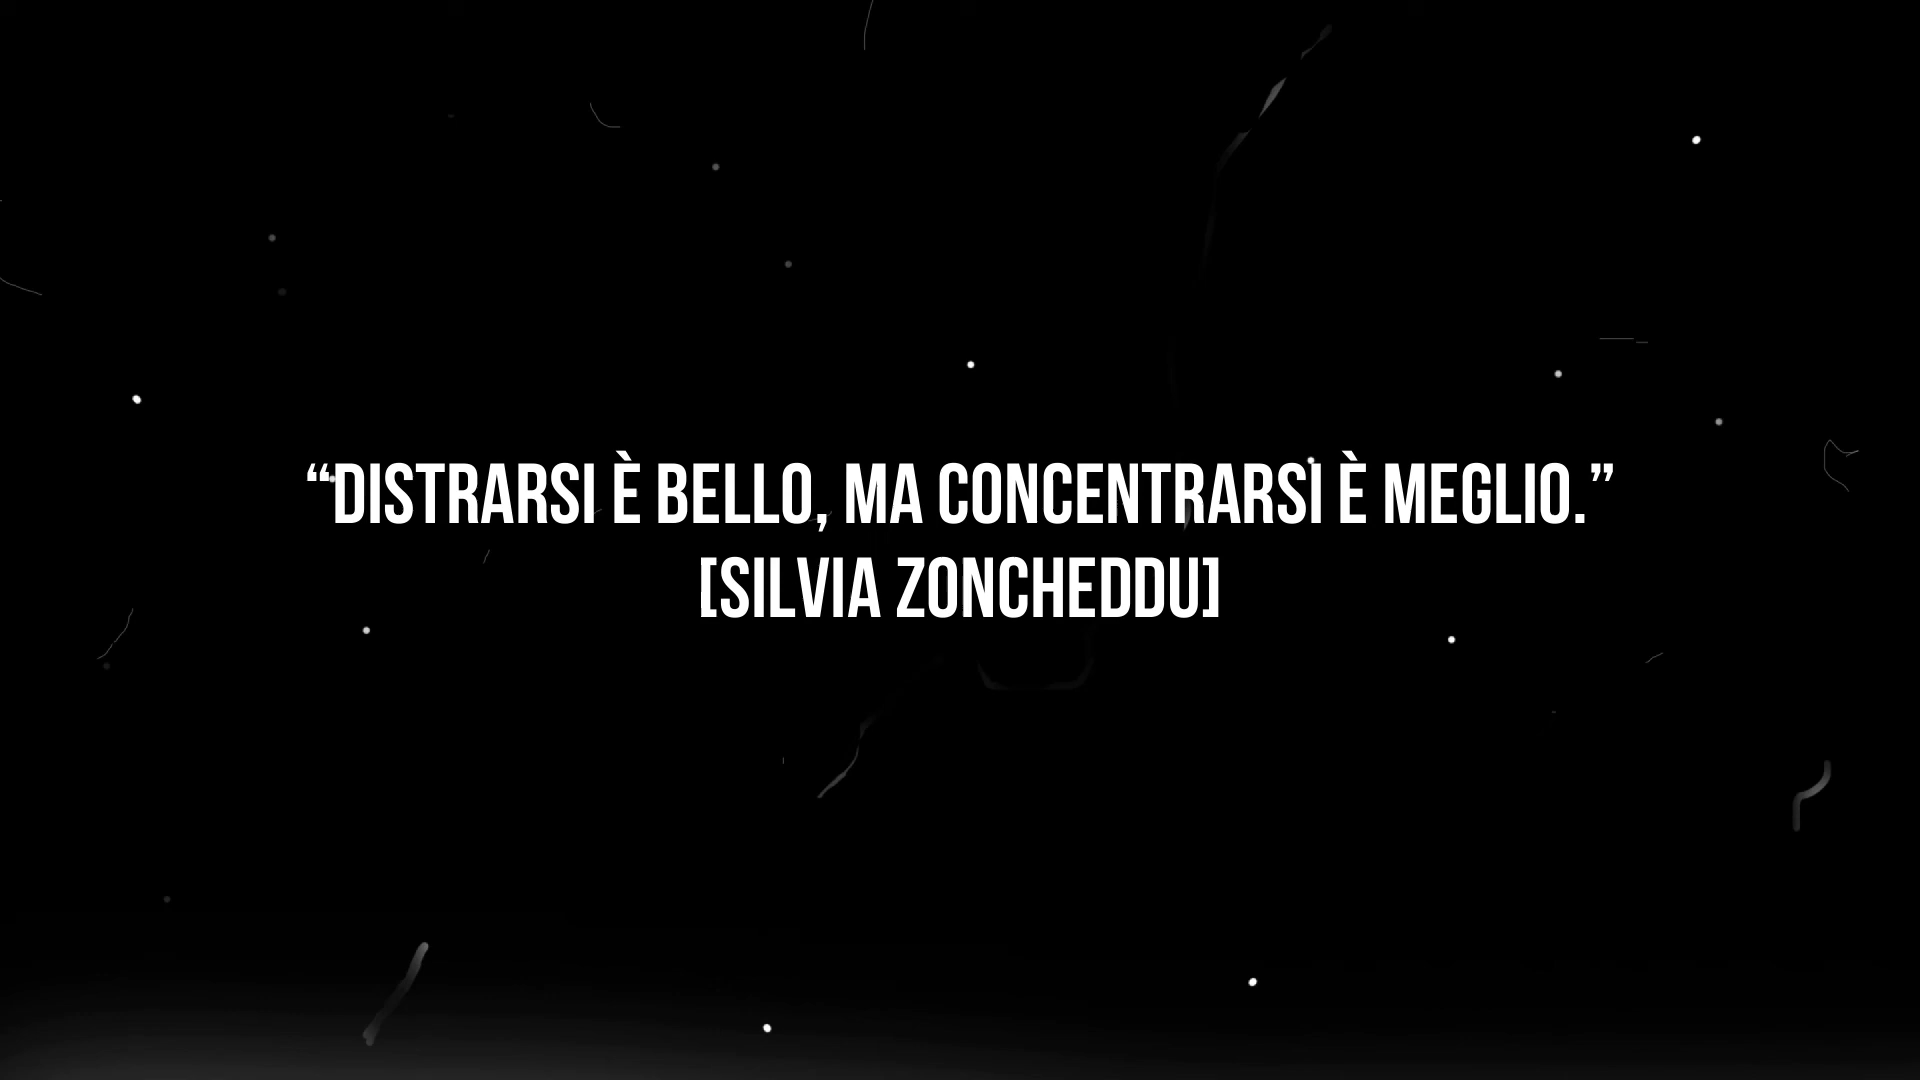 “DISTRARSI È BELLO, MA CONCENTRARSI È MEGLIO.”
[SILVIA ZONCHEDDU]